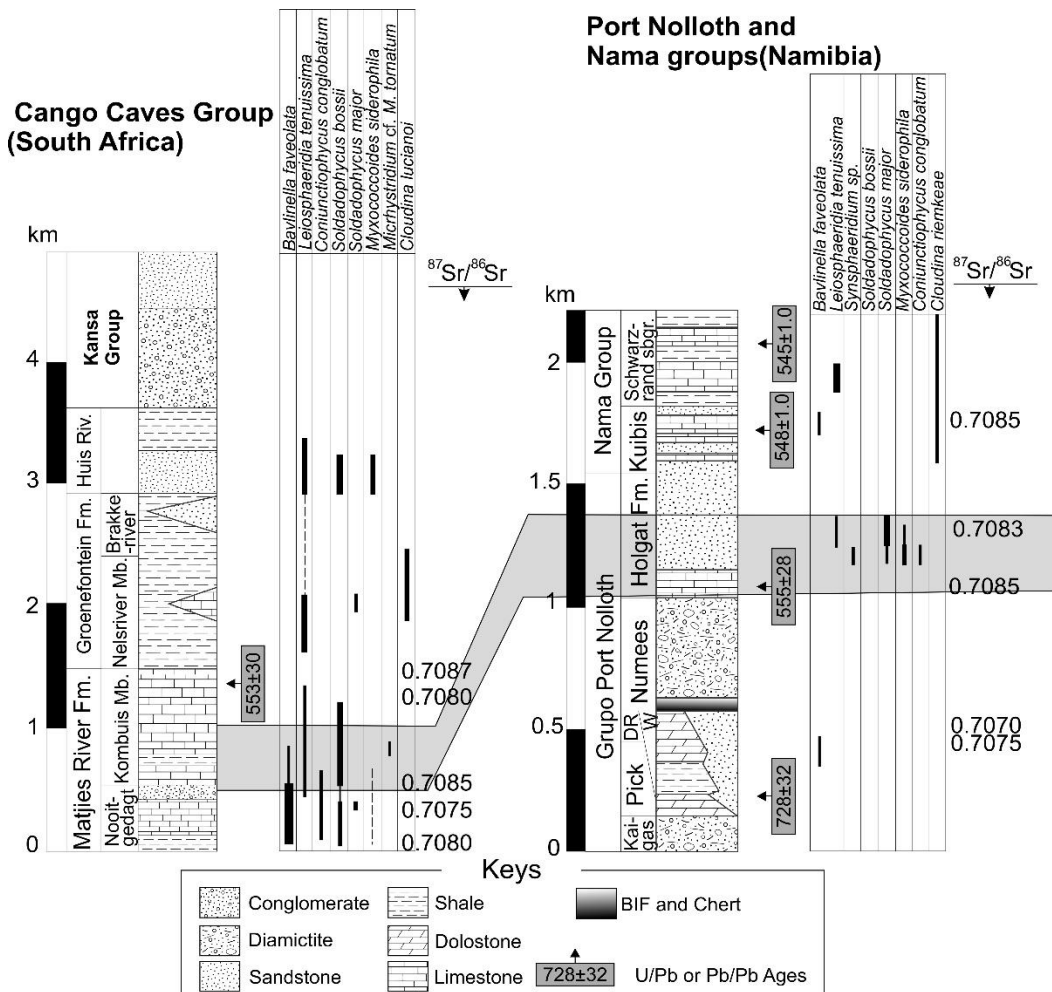 Cango Caves Group
(South Africa)
Bavlinella faveolata
Leiosphaeridia tenuissima
Coniunctiophycus conglobatum
Soldadophycus bossii
Soldadophycus major
Myxococcoides siderophila
Micrhystridium cf. M. tornatum
Cloudina lucianoi
km
87Sr/86Sr
4
3
2
1
0
Kansa
Group
Huis Riv.
Groenefontein Fm.
Brakke
-river
Nelsriver Mb.
Matjies River Fm.
Kombuis Mb.
Nooit-
gedagt
553±30
0.7087
0.7080
0.7085
0.7075
0.7080
Port Nolloth and
Nama groups(Namibia)
Bavlinella faveolata
Leiosphaeridia tenuissima
Synsphaeridium sp.
Soldadophycus bossii
Soldadophycus major
Myxococcoides siderophila
Coniunctiophycus conglobatum
Cloudina riemkeae
km
87Sr/86Sr
2
1.5
1
0.5
0
Nama Group
Schwarz-
rand sbgr.
Kuibis
Grupo Port Nolloth
Holgat Fm.
Numees
DR
W
Pick
Kai-
gas
545±1.0
548±1.0
555±28
728±32
0.7085
0.7083
0.7085
0.7070
0.7075
Keys
Conglomerate
Diamictite
Sandstone
Shale
Dolostone
Limestone
BIF and Chert
728±32
U/Pb or Pb/Pb Ages